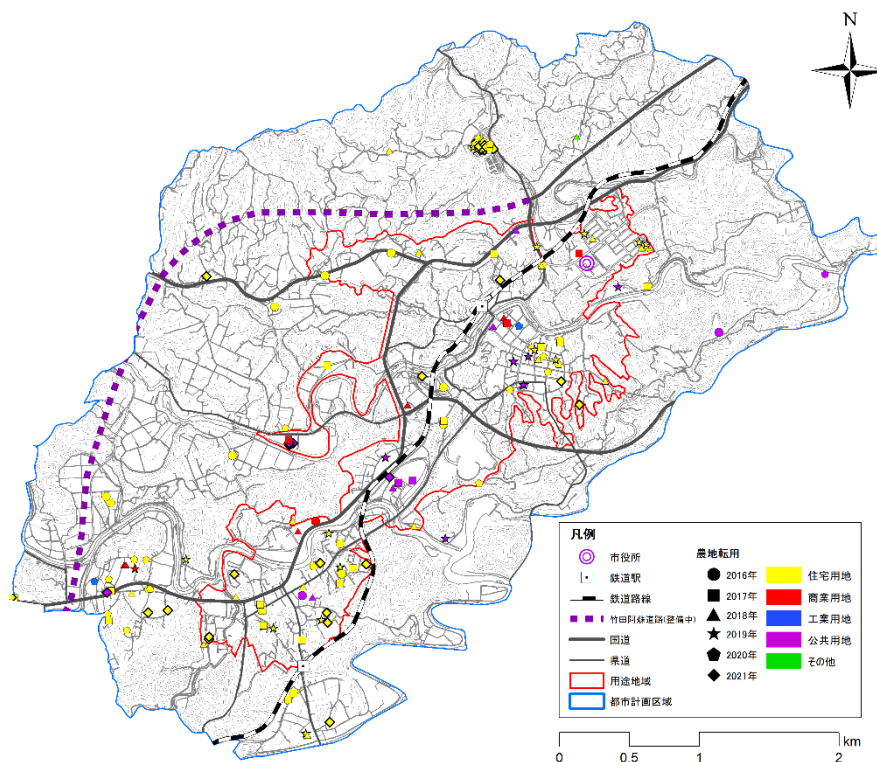 N
凡例
市役所
鉄道駅
鉄道路線
竹田阿蘇道路(整備中)
国道
県道
用途地域
都市計画区域
農地転用
2016年
2017年
2018年
2019年
2020年
2021年
住宅用地
商業用地
工業用地
公共用地
その他
km
0 0.5 1 2